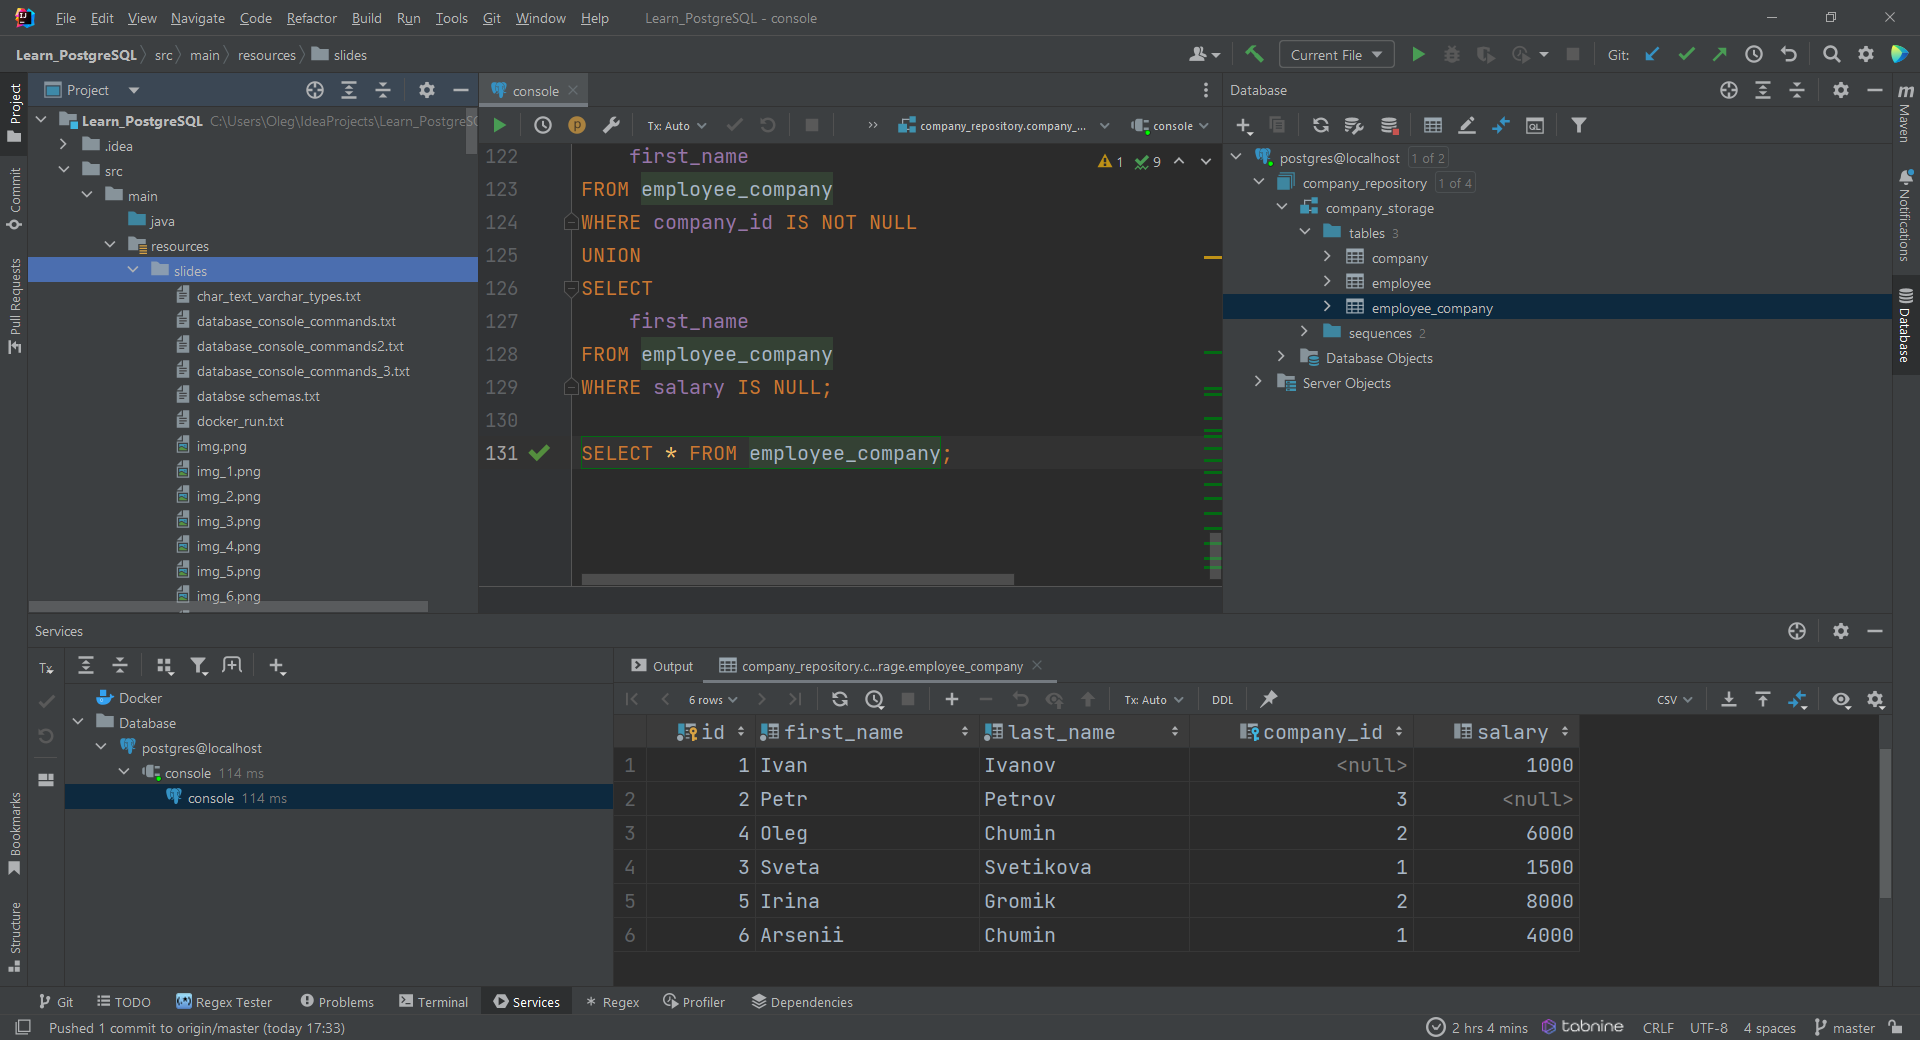 File Edit View Navigate Code Refactor Build Run Tools Git Window Help Learn_PostgreSQL - console
Learn_PostgreSQL src main resources slides
Current File
Git:
Project
Learn_PostgreSQL C:\Users\Oleg\IdeaProjects\Learn_PostgreS
.idea
src
main
java
resources
slides
char_text_varchar_types.txt
database_console_commands.txt
database_console_commands2.txt
database_console_commands_3.txt
databse schemas.txt
docker_run.txt
img.png
img_1.png
img_2.png
img_3.png
img_4.png
img_5.png
img_6.png
Project
Commit
Pull Requests
Bookmarks
Structure
console
Tx: Auto
company_repository.company_...
console
1 9
122 first_name
123 FROM employee_company
124 WHERE company_id IS NOT NULL
125 UNION
126 SELECT
127 first_name
128 FROM employee_company
129 WHERE salary IS NULL;
130
131 SELECT * FROM employee_company;
Database
QL
postgres@localhost 1 of 2
company_repository 1 of 4
company_storage
tables 3
company
employee
employee_company
sequences 2
Database Objects
Server Objects
Maven
Notifications
Database
Services
Tx
Docker
Database
postgres@localhost
console 114 ms
console 114 ms
Output company_repository.c...rage.employee_company
6 rows Tx: Auto DDL CSV
id first_name last_name company_id salary
1 1 Ivan Ivanov <null> 1000
2 2 Petr Petrov 3 <null>
3 4 Oleg Chumin 2 6000
4 3 Sveta Svetikova 1 1500
5 5 Irina Gromik 2 8000
6 6 Arsenii Chumin 1 4000
Git TODO Regex Tester Problems Terminal Services Regex Profiler Dependencies
Pushed 1 commit to origin/master (today 17:33)
2 hrs 4 mins tabnine CRLF UTF-8 4 spaces master